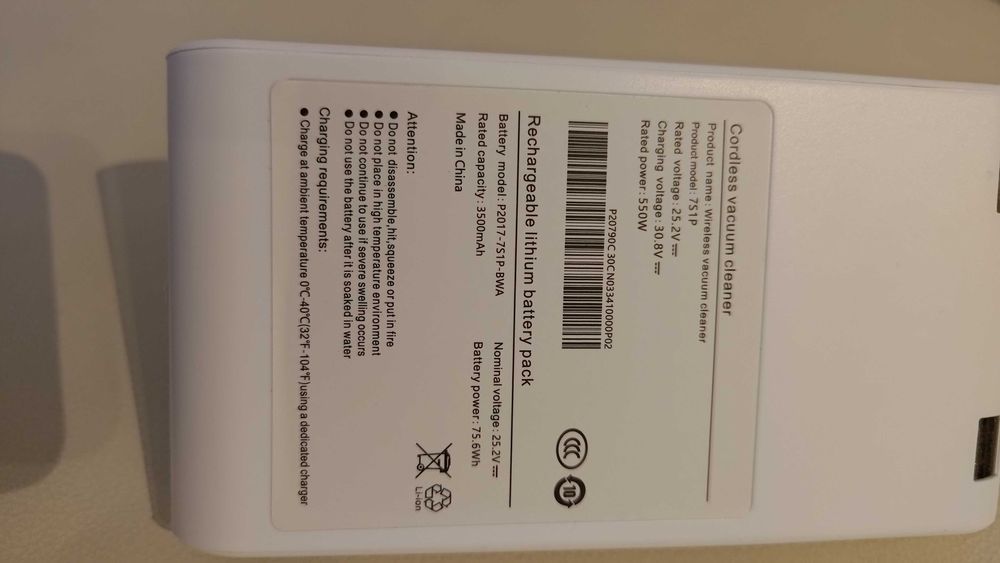 Cordless vacuum cleaner
Product name: Wireless vacuum cleaner
Product model: 7S1P
Rated voltage: 25.2V
Charging voltage: 30.8V
Rated power: 550W
P20790C30CN033410000P02
CCC
10
Rechargeable lithium battery pack
Battery model: P2017-7S1P-BWA
Nominal voltage: 25.2V
Rated capacity: 3500mAh
Battery power: 75.6Wh
Made in China
Li-ion
Attention:
● Do not disassemble,hit,squeeze or put in fire
● Do not place in high temperature environment
● Do not continue to use if severe swelling occurs
● Do not use the battery after it is soaked in water
Charging requirements:
● Charge at ambient temperature 0℃-40℃(32℉-104℉)using a dedicated charger